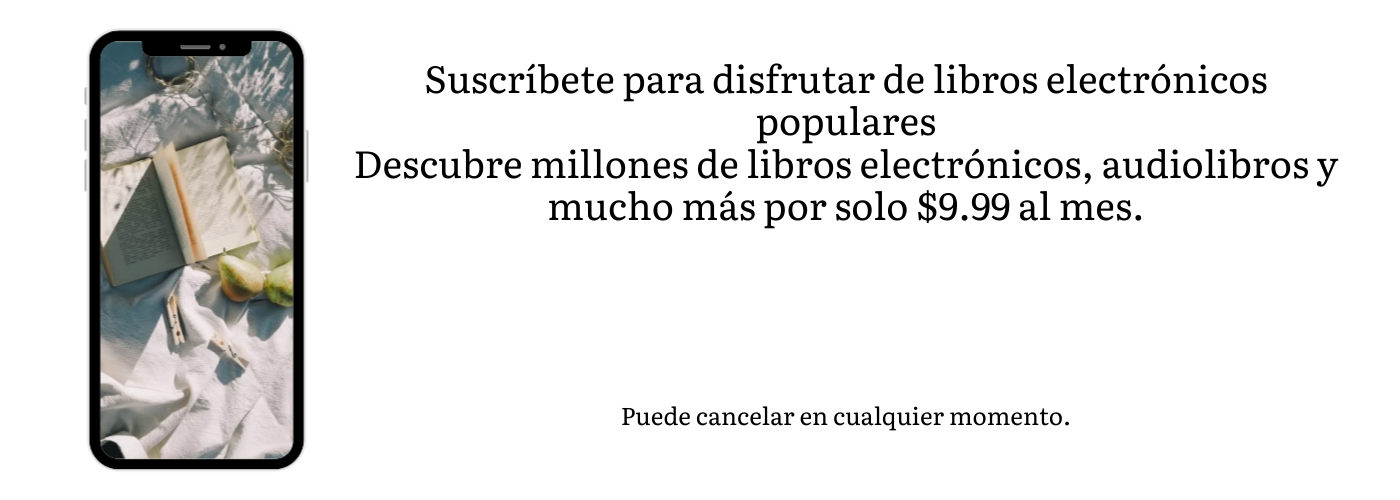 Suscríbete para disfrutar de libros electrónicos
populares
Descubre millones de libros electrónicos, audiolibros y
mucho más por solo $9.99 al mes.
Puede cancelar en cualquier momento.